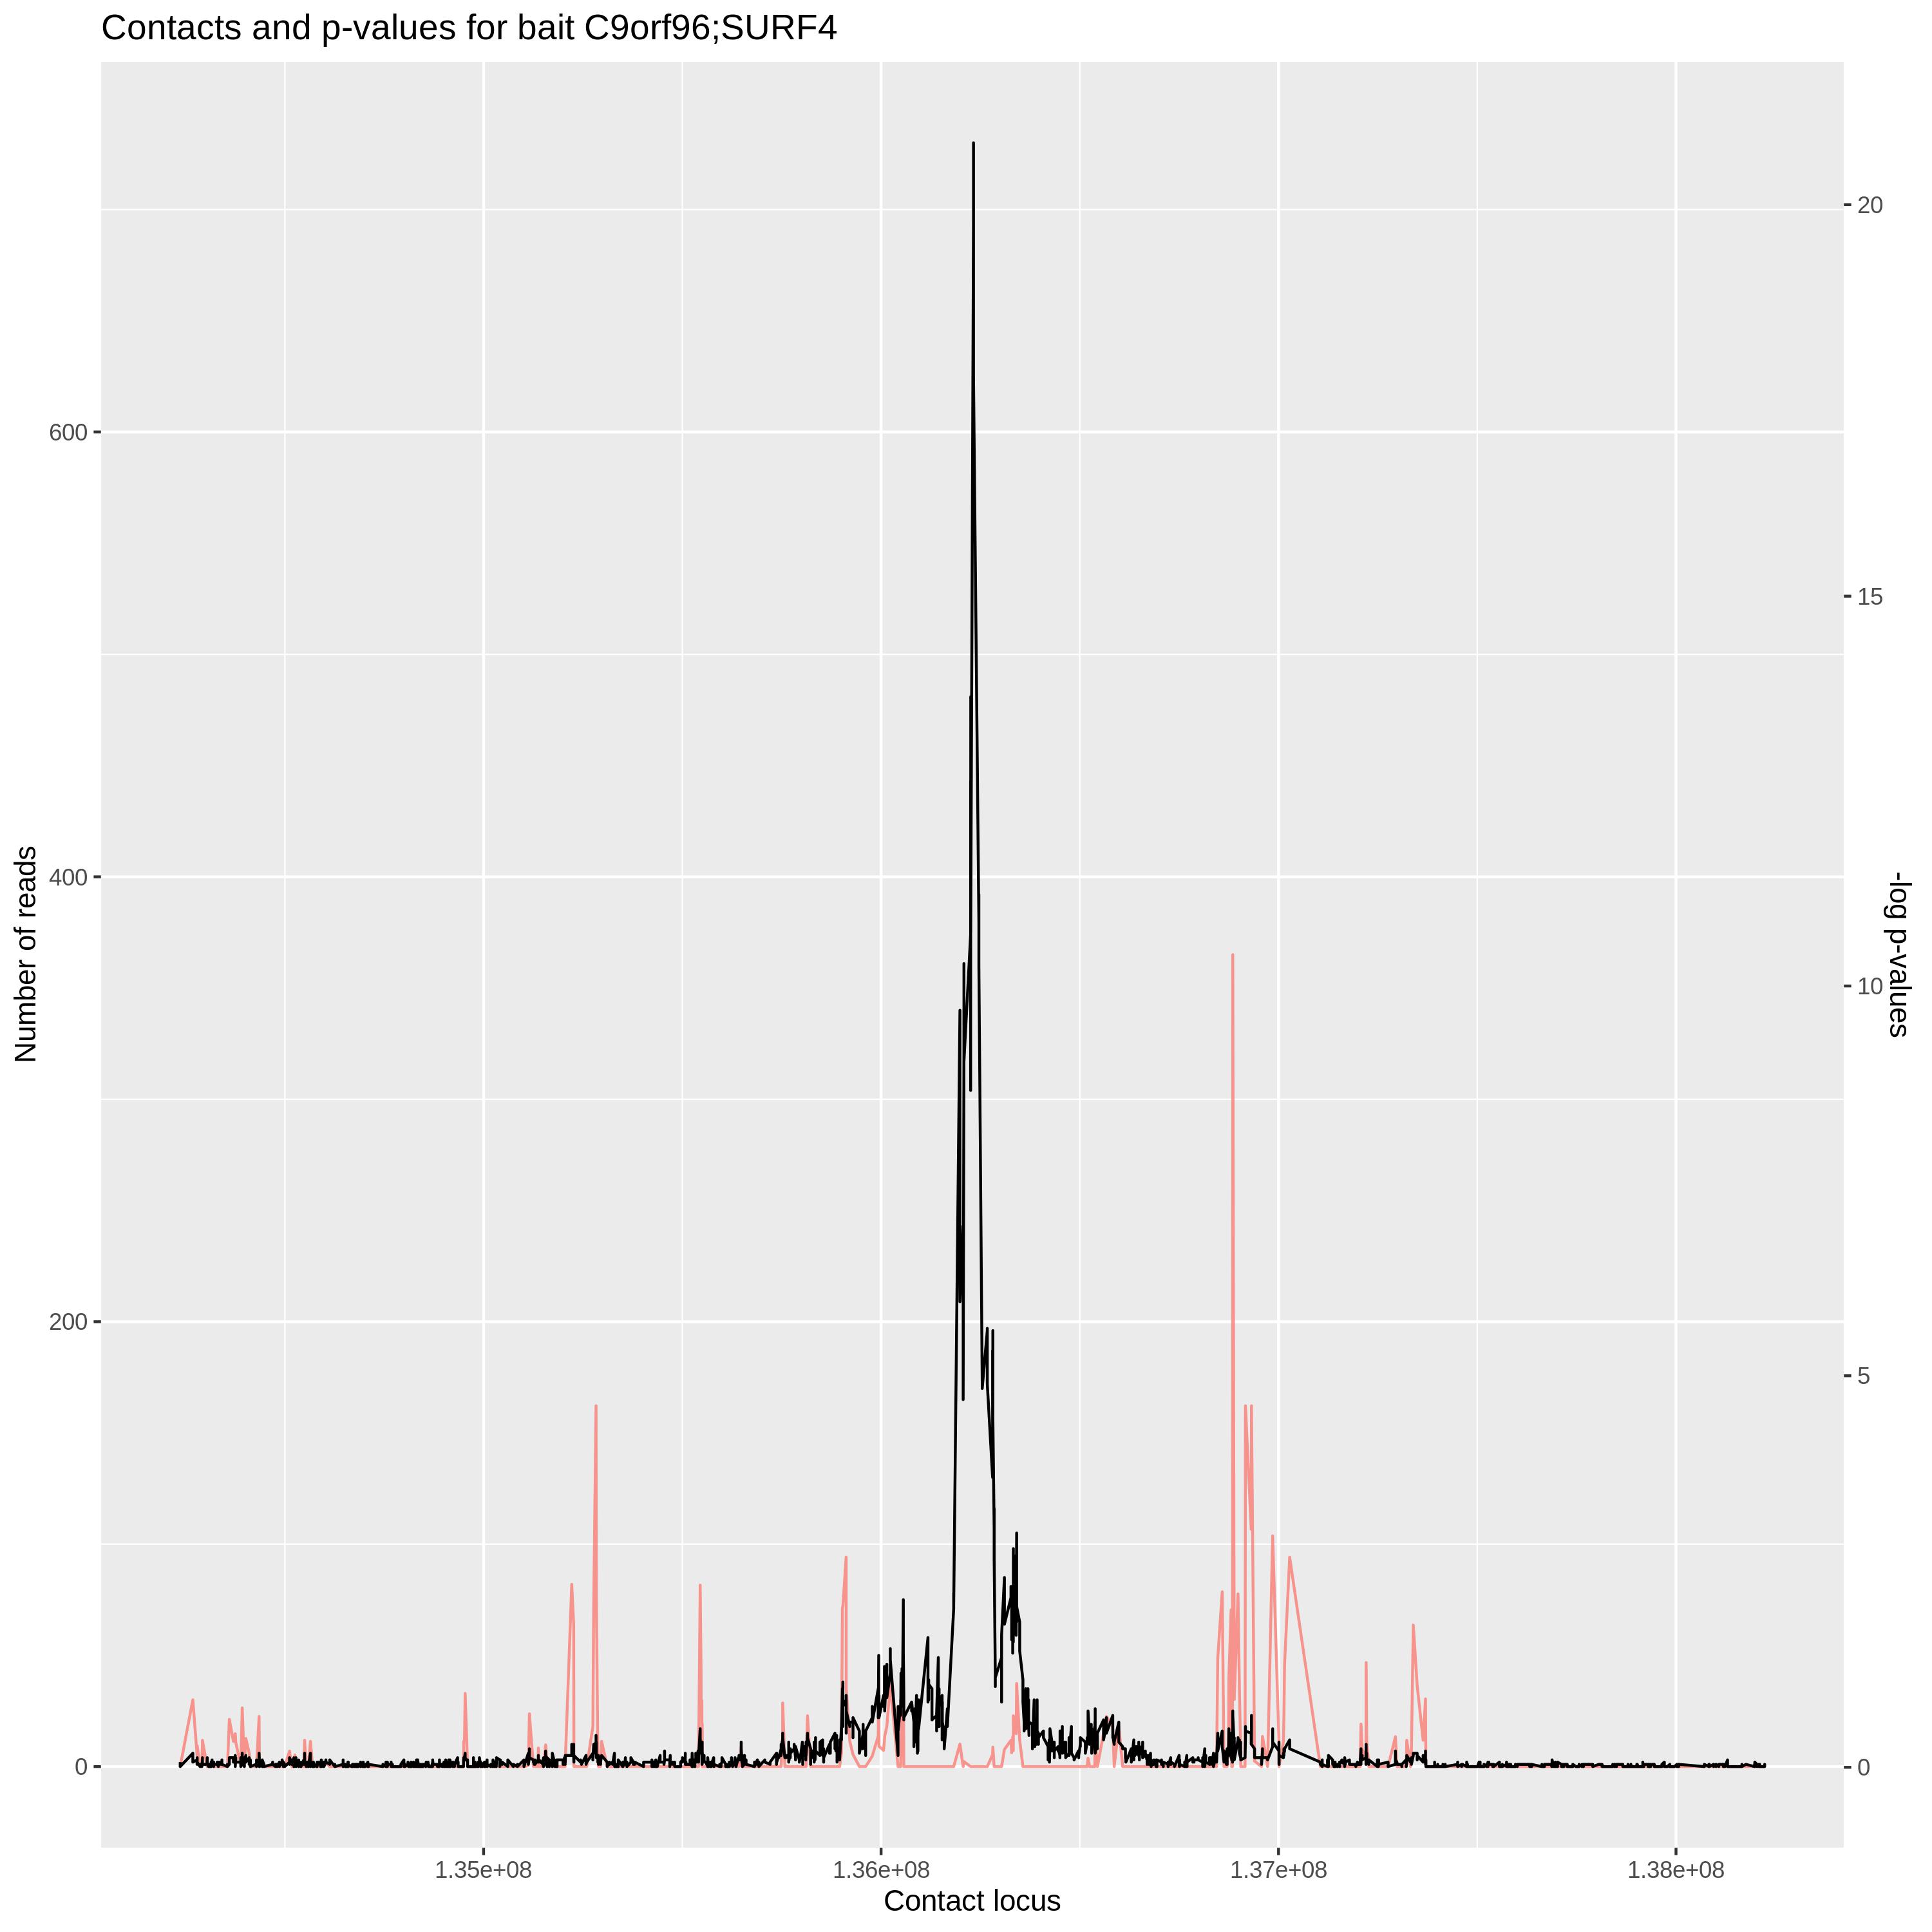 Contacts and p-values for bait C9orf96;SURF4
Number of reads
600
400
200
0
20
15
10
5
0
-log p-values
1.35e+08
1.36e+08
1.37e+08
1.38e+08
Contact locus